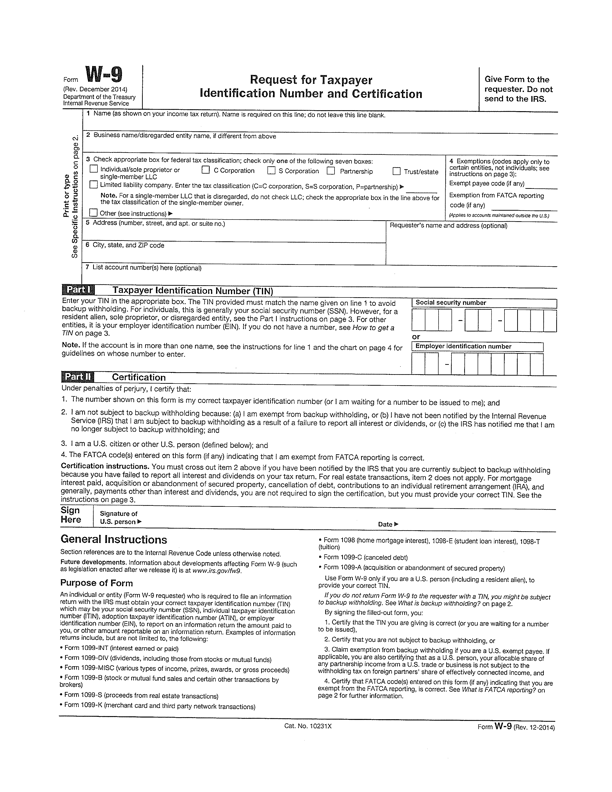 Form W-9
(Rev. December 2014)
Department of the Treasury
Internal Revenue Service
Request for Taxpayer
Identification Number and Certification
Give Form to the
requester. Do not
send to the IRS.
Print or type
See Specific Instructions on page 2.
1 Name (as shown on your income tax return). Name is required on this line; do not leave this line blank.
2 Business name/disregarded entity name, if different from above
3 Check appropriate box for federal tax classification; check only one of the following seven boxes:
Individual/sole proprietor or
single-member LLC
C Corporation
S Corporation
Partnership
Trust/estate
Limited liability company. Enter the tax classification (C=C corporation, S=S corporation, P=partnership) ▶
Note. For a single-member LLC that is disregarded, do not check LLC; check the appropriate box in the line above for
the tax classification of the single-member owner.
Other (see instructions) ▶
4 Exemptions (codes apply only to
certain entities, not individuals; see
instructions on page 3):
Exempt payee code (if any)
Exemption from FATCA reporting
code (if any)
(Applies to accounts maintained outside the U.S.)
5 Address (number, street, and apt. or suite no.)
Requester's name and address (optional)
6 City, state, and ZIP code
7 List account number(s) here (optional)
Part I Taxpayer Identification Number (TIN)
Enter your TIN in the appropriate box. The TIN provided must match the name given on line 1 to avoid
backup withholding. For individuals, this is generally your social security number (SSN). However, for a
resident alien, sole proprietor, or disregarded entity, see the Part I instructions on page 3. For other
entities, it is your employer identification number (EIN). If you do not have a number, see How to get a
TIN on page 3.
Note. If the account is in more than one name, see the instructions for line 1 and the chart on page 4 for
guidelines on whose number to enter.
Social security number
– –
or
Employer identification number
–
Part II Certification
Under penalties of perjury, I certify that:
1. The number shown on this form is my correct taxpayer identification number (or I am waiting for a number to be issued to me); and
2. I am not subject to backup withholding because: (a) I am exempt from backup withholding, or (b) I have not been notified by the Internal Revenue
Service (IRS) that I am subject to backup withholding as a result of a failure to report all interest or dividends, or (c) the IRS has notified me that I am
no longer subject to backup withholding; and
3. I am a U.S. citizen or other U.S. person (defined below); and
4. The FATCA code(s) entered on this form (if any) indicating that I am exempt from FATCA reporting is correct.
Certification instructions. You must cross out item 2 above if you have been notified by the IRS that you are currently subject to backup withholding
because you have failed to report all interest and dividends on your tax return. For real estate transactions, item 2 does not apply. For mortgage
interest paid, acquisition or abandonment of secured property, cancellation of debt, contributions to an individual retirement arrangement (IRA), and
generally, payments other than interest and dividends, you are not required to sign the certification, but you must provide your correct TIN. See the
instructions on page 3.
Sign
Here
Signature of
U.S. person ▶
Date ▶
General Instructions
Section references are to the Internal Revenue Code unless otherwise noted.
Future developments. Information about developments affecting Form W-9 (such
as legislation enacted after we release it) is at www.irs.gov/fw9.
Purpose of Form
An individual or entity (Form W-9 requester) who is required to file an information
return with the IRS must obtain your correct taxpayer identification number (TIN)
which may be your social security number (SSN), individual taxpayer identification
number (ITIN), adoption taxpayer identification number (ATIN), or employer
identification number (EIN), to report on an information return the amount paid to
you, or other amount reportable on an information return. Examples of information
returns include, but are not limited to, the following:
• Form 1099-INT (interest earned or paid)
• Form 1099-DIV (dividends, including those from stocks or mutual funds)
• Form 1099-MISC (various types of income, prizes, awards, or gross proceeds)
• Form 1099-B (stock or mutual fund sales and certain other transactions by
brokers)
• Form 1099-S (proceeds from real estate transactions)
• Form 1099-K (merchant card and third party network transactions)
• Form 1098 (home mortgage interest), 1098-E (student loan interest), 1098-T
(tuition)
• Form 1099-C (canceled debt)
• Form 1099-A (acquisition or abandonment of secured property)
Use Form W-9 only if you are a U.S. person (including a resident alien), to
provide your correct TIN.
If you do not return Form W-9 to the requester with a TIN, you might be subject
to backup withholding. See What is backup withholding? on page 2.
By signing the filled-out form, you:
1. Certify that the TIN you are giving is correct (or you are waiting for a number
to be issued),
2. Certify that you are not subject to backup withholding, or
3. Claim exemption from backup withholding if you are a U.S. exempt payee. If
applicable, you are also certifying that as a U.S. person, your allocable share of
any partnership income from a U.S. trade or business is not subject to the
withholding tax on foreign partners' share of effectively connected income, and
4. Certify that FATCA code(s) entered on this form (if any) indicating that you are
exempt from the FATCA reporting, is correct. See What is FATCA reporting? on
page 2 for further information.
Cat. No. 10231X
Form W-9 (Rev. 12-2014)